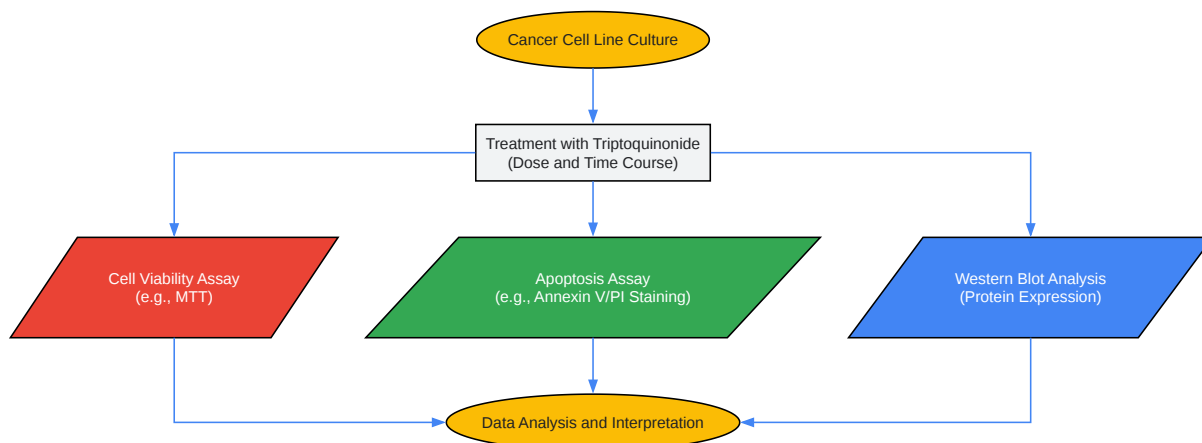 Cancer Cell Line Culture
Treatment with Triptoquinonide
(Dose and Time Course)
Cell Viability Assay
(e.g., MTT)
Apoptosis Assay
(e.g., Annexin V/PI Staining)
Western Blot Analysis
(Protein Expression)
Data Analysis and Interpretation